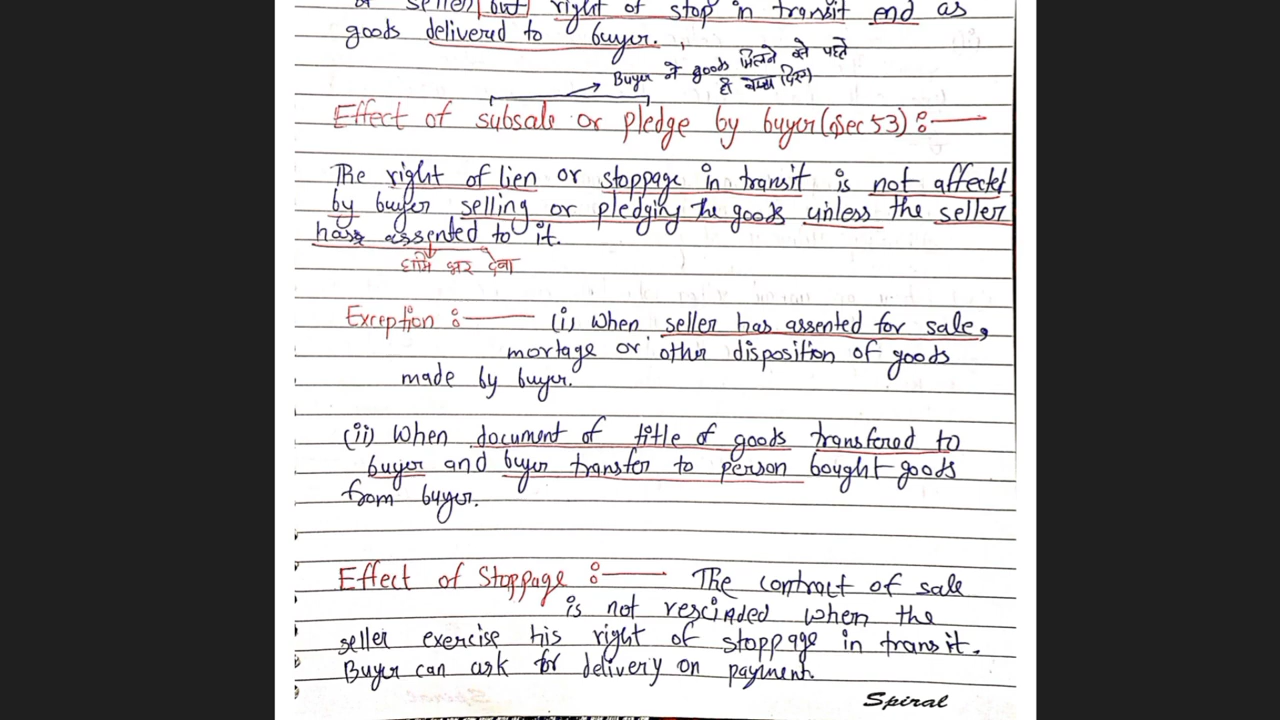 of seller but right of stop in transit end as
goods delivered to buyer.
Buyer ने goods मिलने से पहले
ही बेच दिया
Effect of subsale or pledge by buyer (Sec 53) :—
The right of lien or stoppage in transit is not affected
by buyer selling or pledging the goods unless the seller
has assented to it.
हामि भर देना
Exception :— (i) When seller has assented for sale,
mortage or other disposition of goods
made by buyer.
(ii) When document of title of goods transfered to
buyer and buyer transfer to person bought goods
from buyer.
Effect of Stoppage :— The contract of sale
is not rescinded when the
seller exercise his right of stoppage in transit.
Buyer can ask for delivery on payment.
Spiral